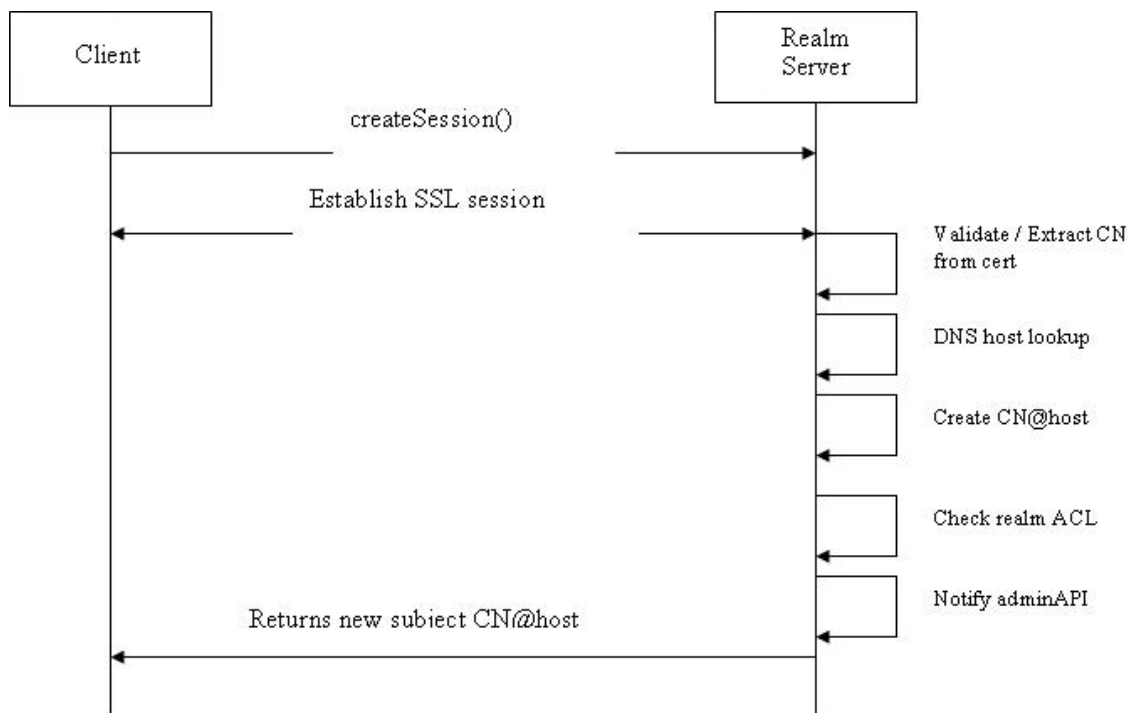 Client
Realm
Server
createSession()
Establish SSL session
Validate / Extract CN
from cert
DNS host lookup
Create CN@host
Check realm ACL
Notify adminAPI
Returns new subiect CN@host